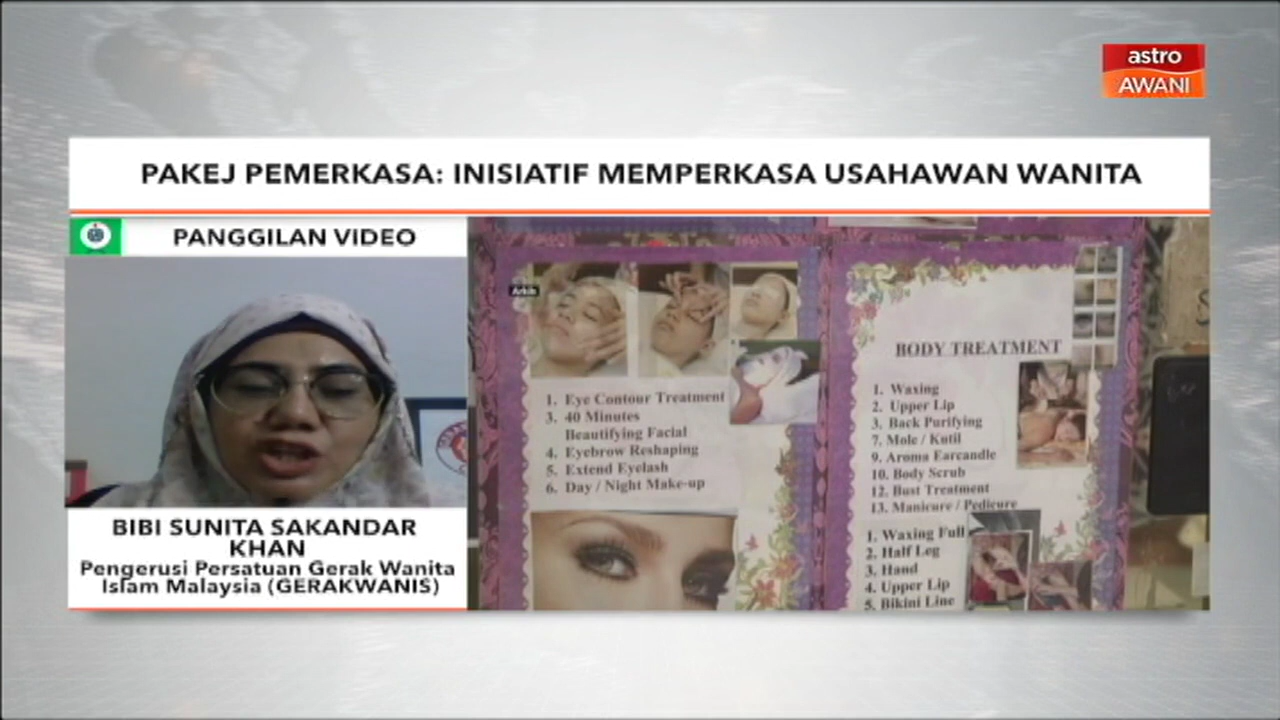 astro
AWANI
PAKEJ PEMERKASA: INISIATIF MEMPERKASA USAHAWAN WANITA
PANGGILAN VIDEO
BIBI SUNITA SAKANDAR
KHAN
Pengerusi Persatuan Gerak Wanita
Islam Malaysia (GERAKWANIS)
Arkib
1. Eye Contour Treatment
3. 40 Minutes
Beautifying Facial
4. Eyebrow Reshaping
5. Extend Eyelash
6. Day / Night Make-up
BODY TREATMENT
1. Waxing
2. Upper Lip
3. Back Purifying
7. Mole / Kutil
9. Aroma Earcandle
10. Body Scrub
12. Bust Treatment
13. Manicure / Pedicure
1. Waxing Full
2. Half Leg
3. Hand
4. Upper Lip
5. Bikini Line